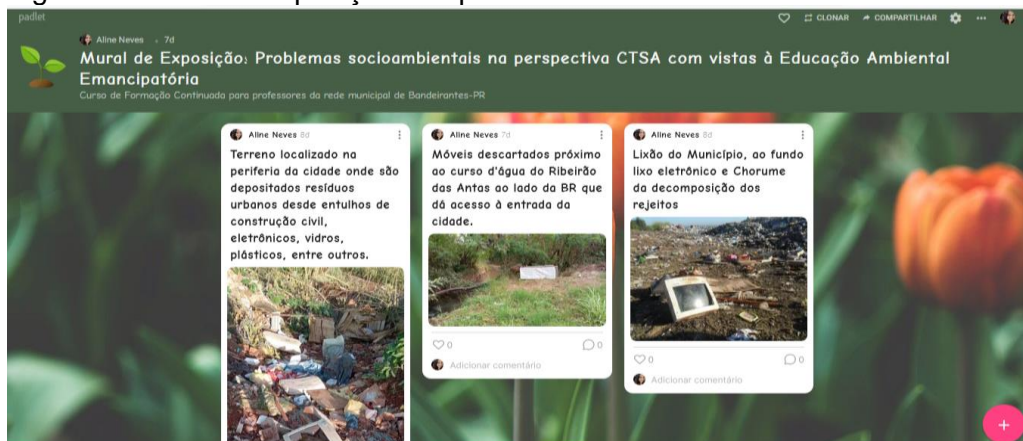 padlet
CLONAR
COMPARTILHAR
Aline Neves . 7d
Mural de Exposição: Problemas socioambientais na perspectiva CTSA com vistas à Educação Ambiental
Emancipatória
Curso de Formação Continuada para professores da rede municipal de Bandeirantes-PR
Aline Neves 8d
Terreno localizado na
periferia da cidade onde são
depositados resíduos
urbanos desde entulhos de
construção civil,
eletrônicos, vidros,
plásticos, entre outros.
Aline Neves 7d
Móveis descartados próximo
ao curso d'água do Ribeirão
das Antas ao lado da BR que
dá acesso à entrada da
cidade.
0 0
Adicionar comentário
Aline Neves 8d
Lixão do Município, ao fundo
lixo eletrônico e Chorume
da decomposição dos
rejeitos
0 0
Adicionar comentário